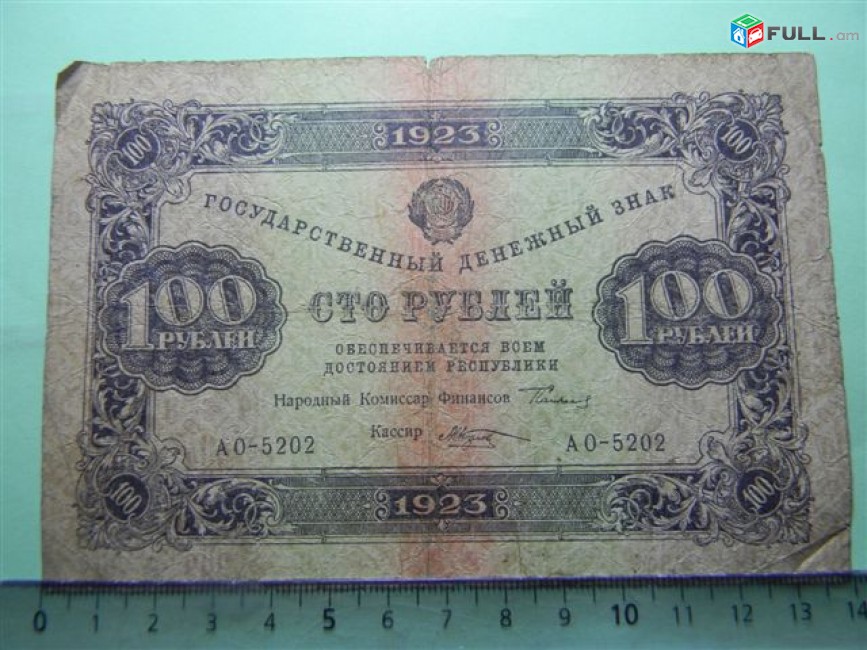 FULL.am
1923
100 100
ГОСУДАРСТВЕННЫЙ ДЕНЕЖНЫЙ ЗНАК
100 РУБЛЕЙ
СТО РУБЛЕЙ
100 РУБЛЕЙ
ОБЕСПЕЧИВАЕТСЯ ВСЕМ
ДОСТОЯНИЕМ РЕСПУБЛИКИ
Народный Комиссар Финансов
Кассир
АО-5202 АО-5202
100 1923 100
0 1 2 3 4 5 6 7 8 9 10 11 12 13 14